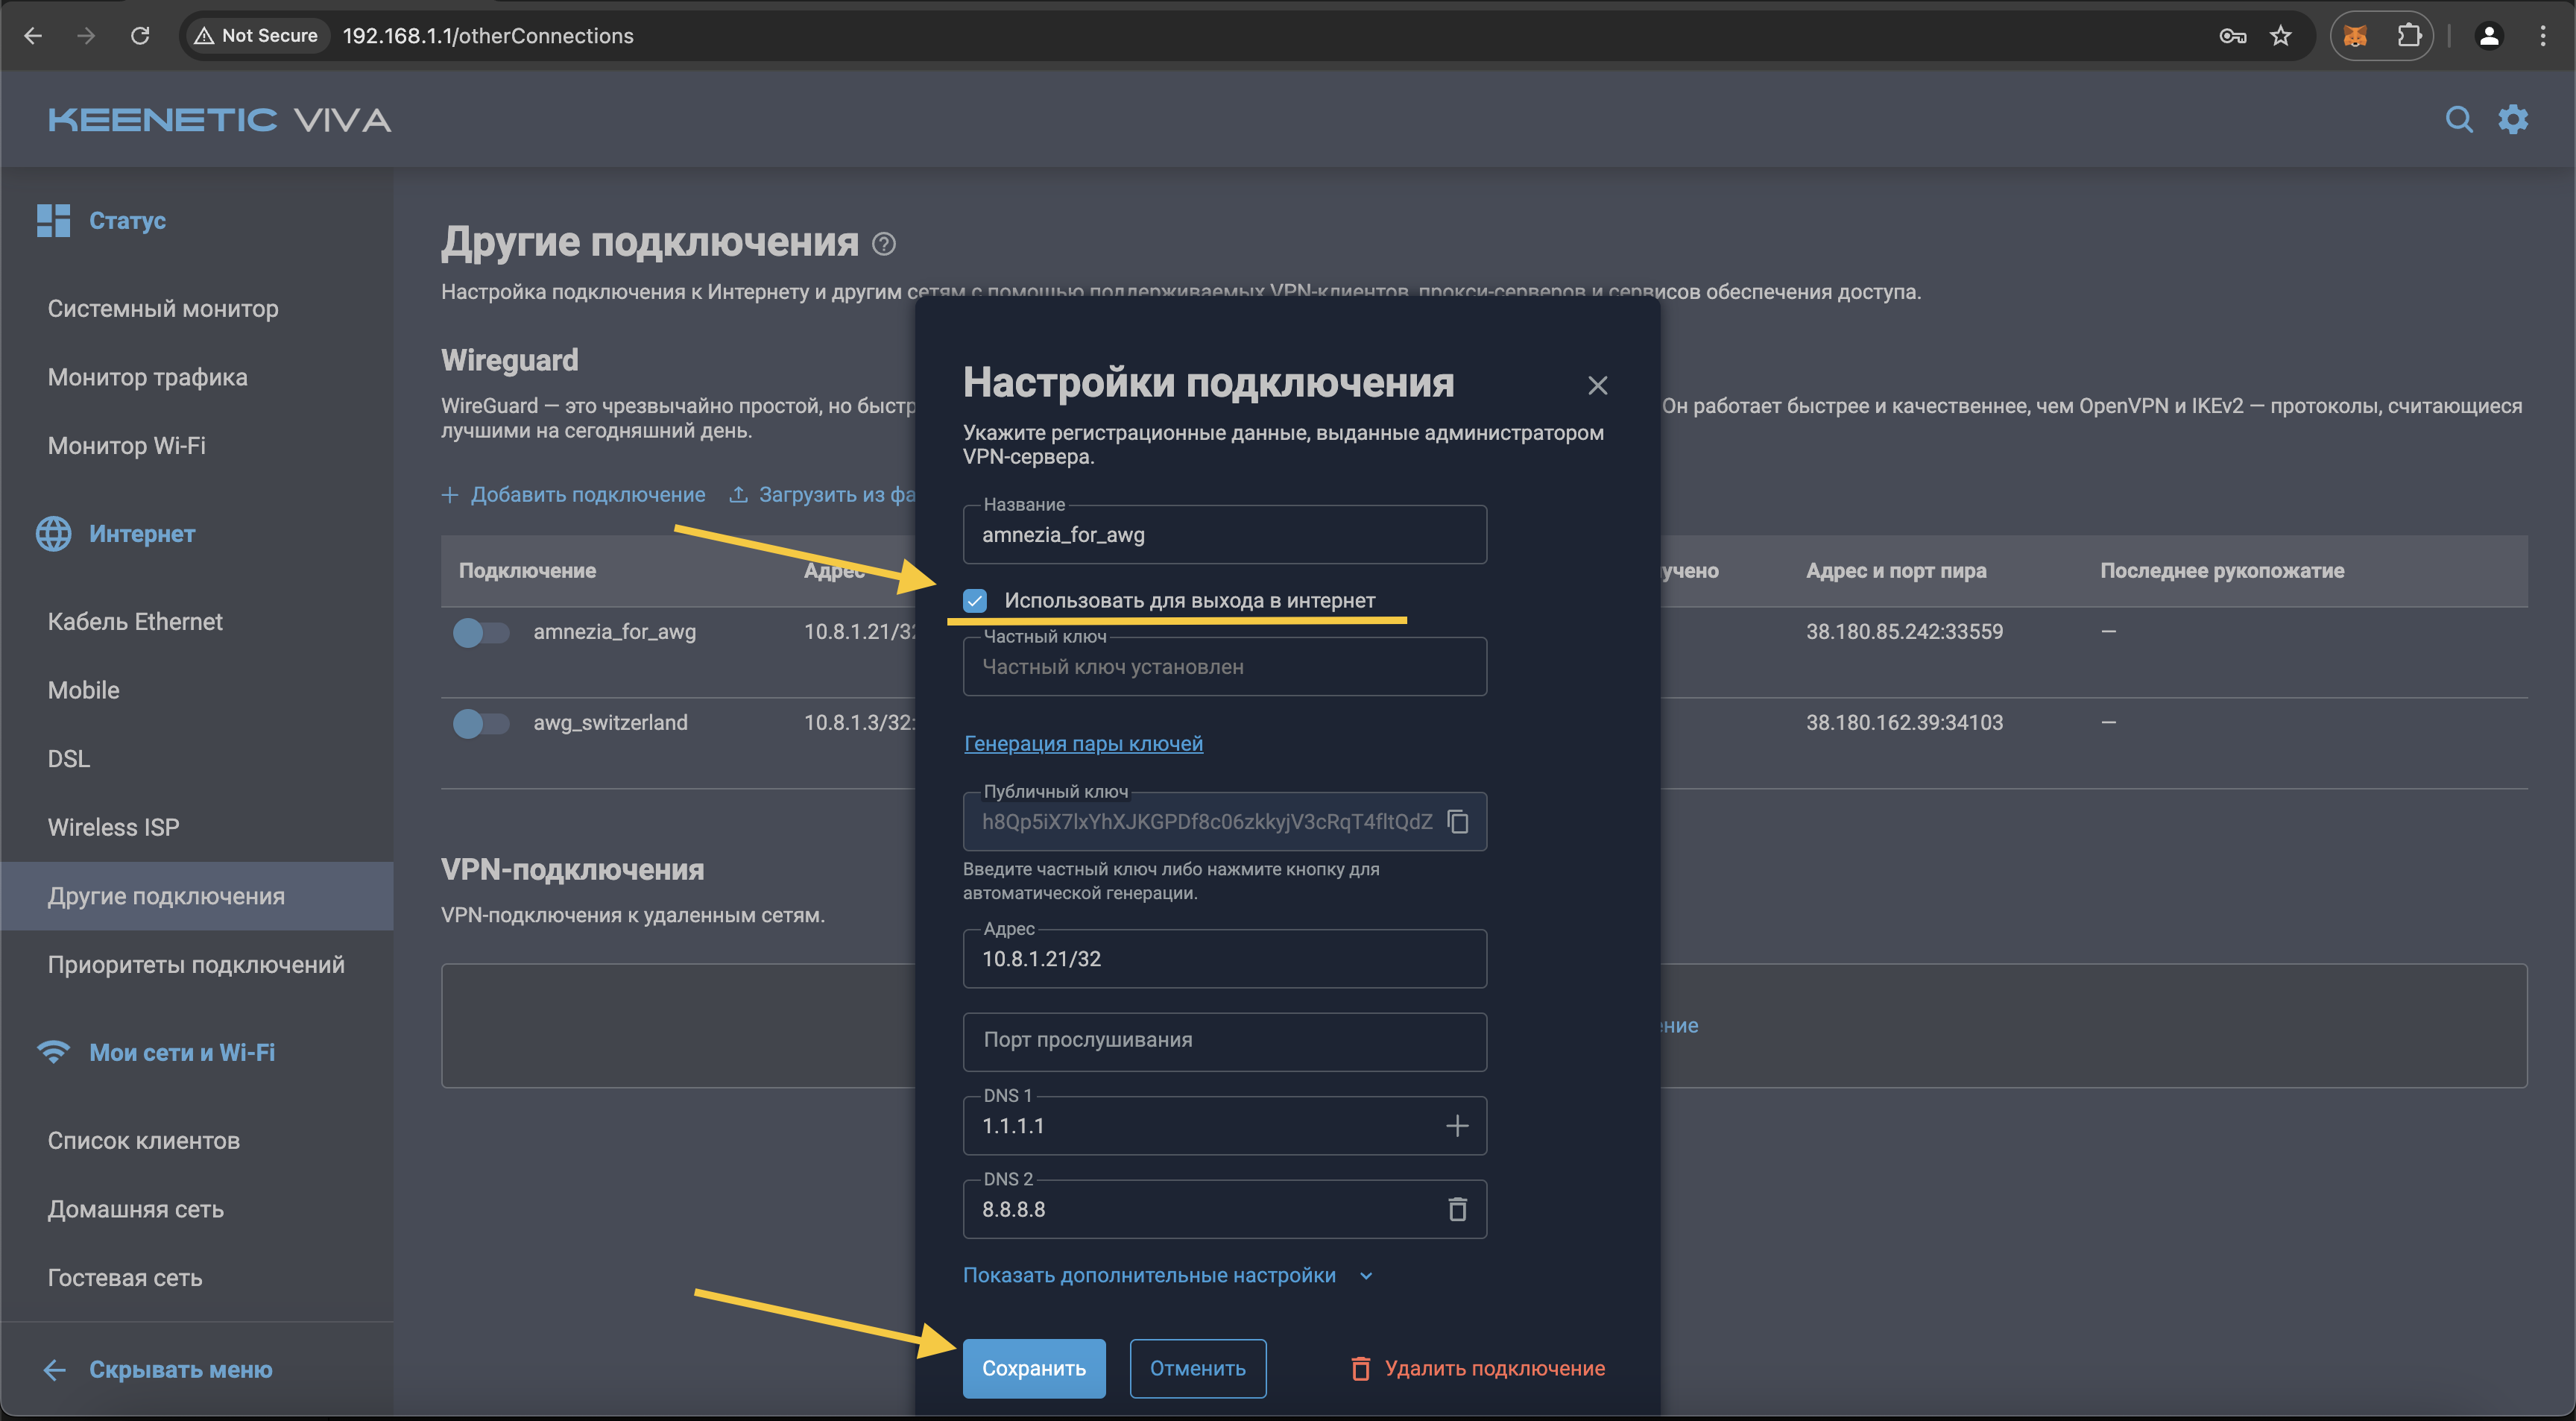 Not Secure 192.168.1.1/otherConnections
KEENETIC VIVA
Статус
Системный монитор
Монитор трафика
Монитор Wi-Fi
Интернет
Кабель Ethernet
Mobile
DSL
Wireless ISP
Другие подключения
Приоритеты подключений
Мои сети и Wi-Fi
Список клиентов
Домашняя сеть
Гостевая сеть
Скрывать меню
Другие подключения
Настройка подключения к Интернету и другим сетям с помощью поддерживаемых VPN-клиентов, прокси-серверов и сервисов обеспечения доступа.
Wireguard
WireGuard — это чрезвычайно простой, но быстр
Он работает быстрее и качественнее, чем OpenVPN и IKEv2 — протоколы, считающиеся
лучшими на сегодняшний день.
Добавить подключение Загрузить из фа
Подключение Адрес учено Адрес и порт пира Последнее рукопожатие
amnezia_for_awg 10.8.1.21/32 38.180.85.242:33559 —
awg_switzerland 10.8.1.3/32 38.180.162.39:34103 —
VPN-подключения
VPN-подключения к удаленным сетям.
ение
Настройки подключения
Укажите регистрационные данные, выданные администратором
VPN-сервера.
Название
amnezia_for_awg
Использовать для выхода в интернет
Частный ключ
Частный ключ установлен
Генерация пары ключей
Публичный ключ
h8Qp5iX7lxYhXJKGPDf8c06zkkyjV3cRqT4fltQdZ
Введите частный ключ либо нажмите кнопку для
автоматической генерации.
Адрес
10.8.1.21/32
Порт прослушивания
DNS 1
1.1.1.1
DNS 2
8.8.8.8
Показать дополнительные настройки
Сохранить Отменить Удалить подключение